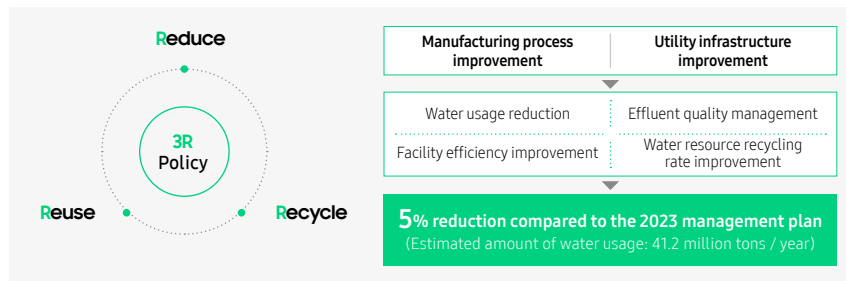 Reduce
3R
Policy
Reuse
Recycle
Manufacturing process
improvement
Utility infrastructure
improvement
Water usage reduction
Effluent quality management
Facility efficiency improvement
Water resource recycling
rate improvement
5% reduction compared to the 2023 management plan
(Estimated amount of water usage: 41.2 million tons / year)